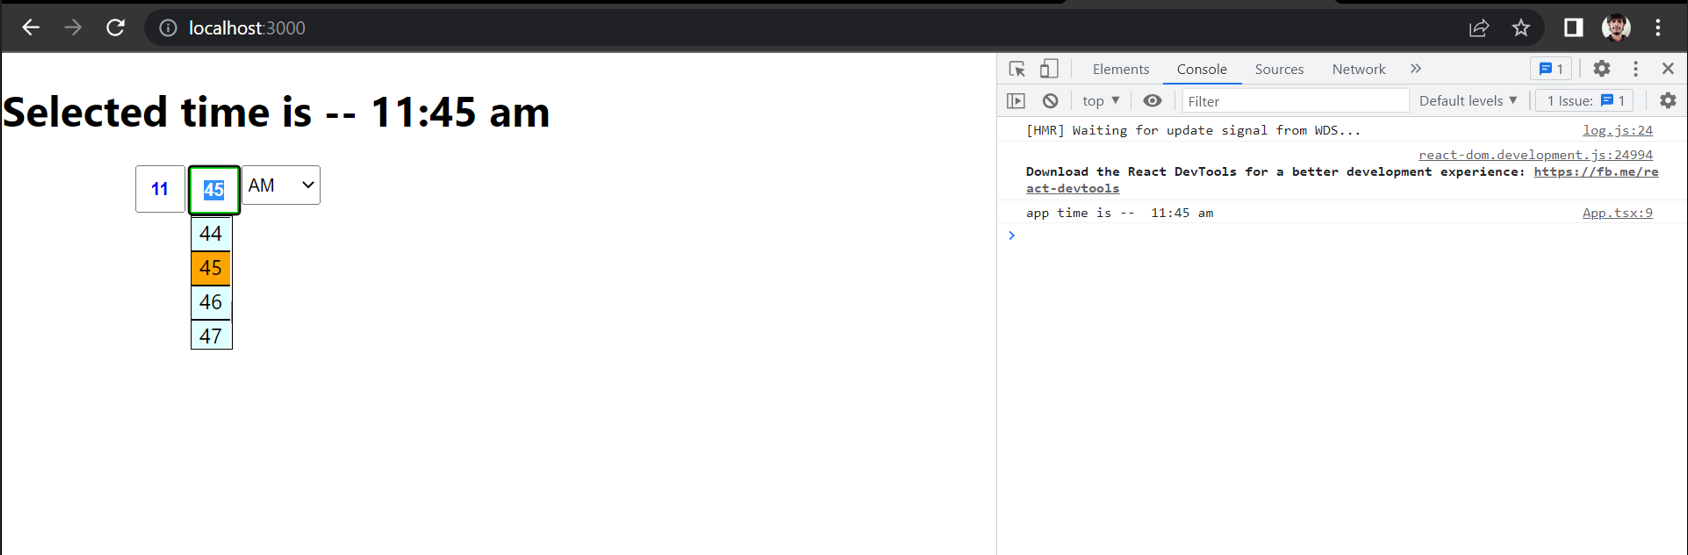 localhost:3000
Elements Console Sources Network 1
top Filter Default levels 1 Issue: 1
Selected time is -- 11:45 am
11 45 AM
44
45
46
47
[HMR] Waiting for update signal from WDS... log.js:24
react-dom.development.js:24994
Download the React DevTools for a better development experience: https://fb.me/re
act-devtools
app time is -- 11:45 am App.tsx:9